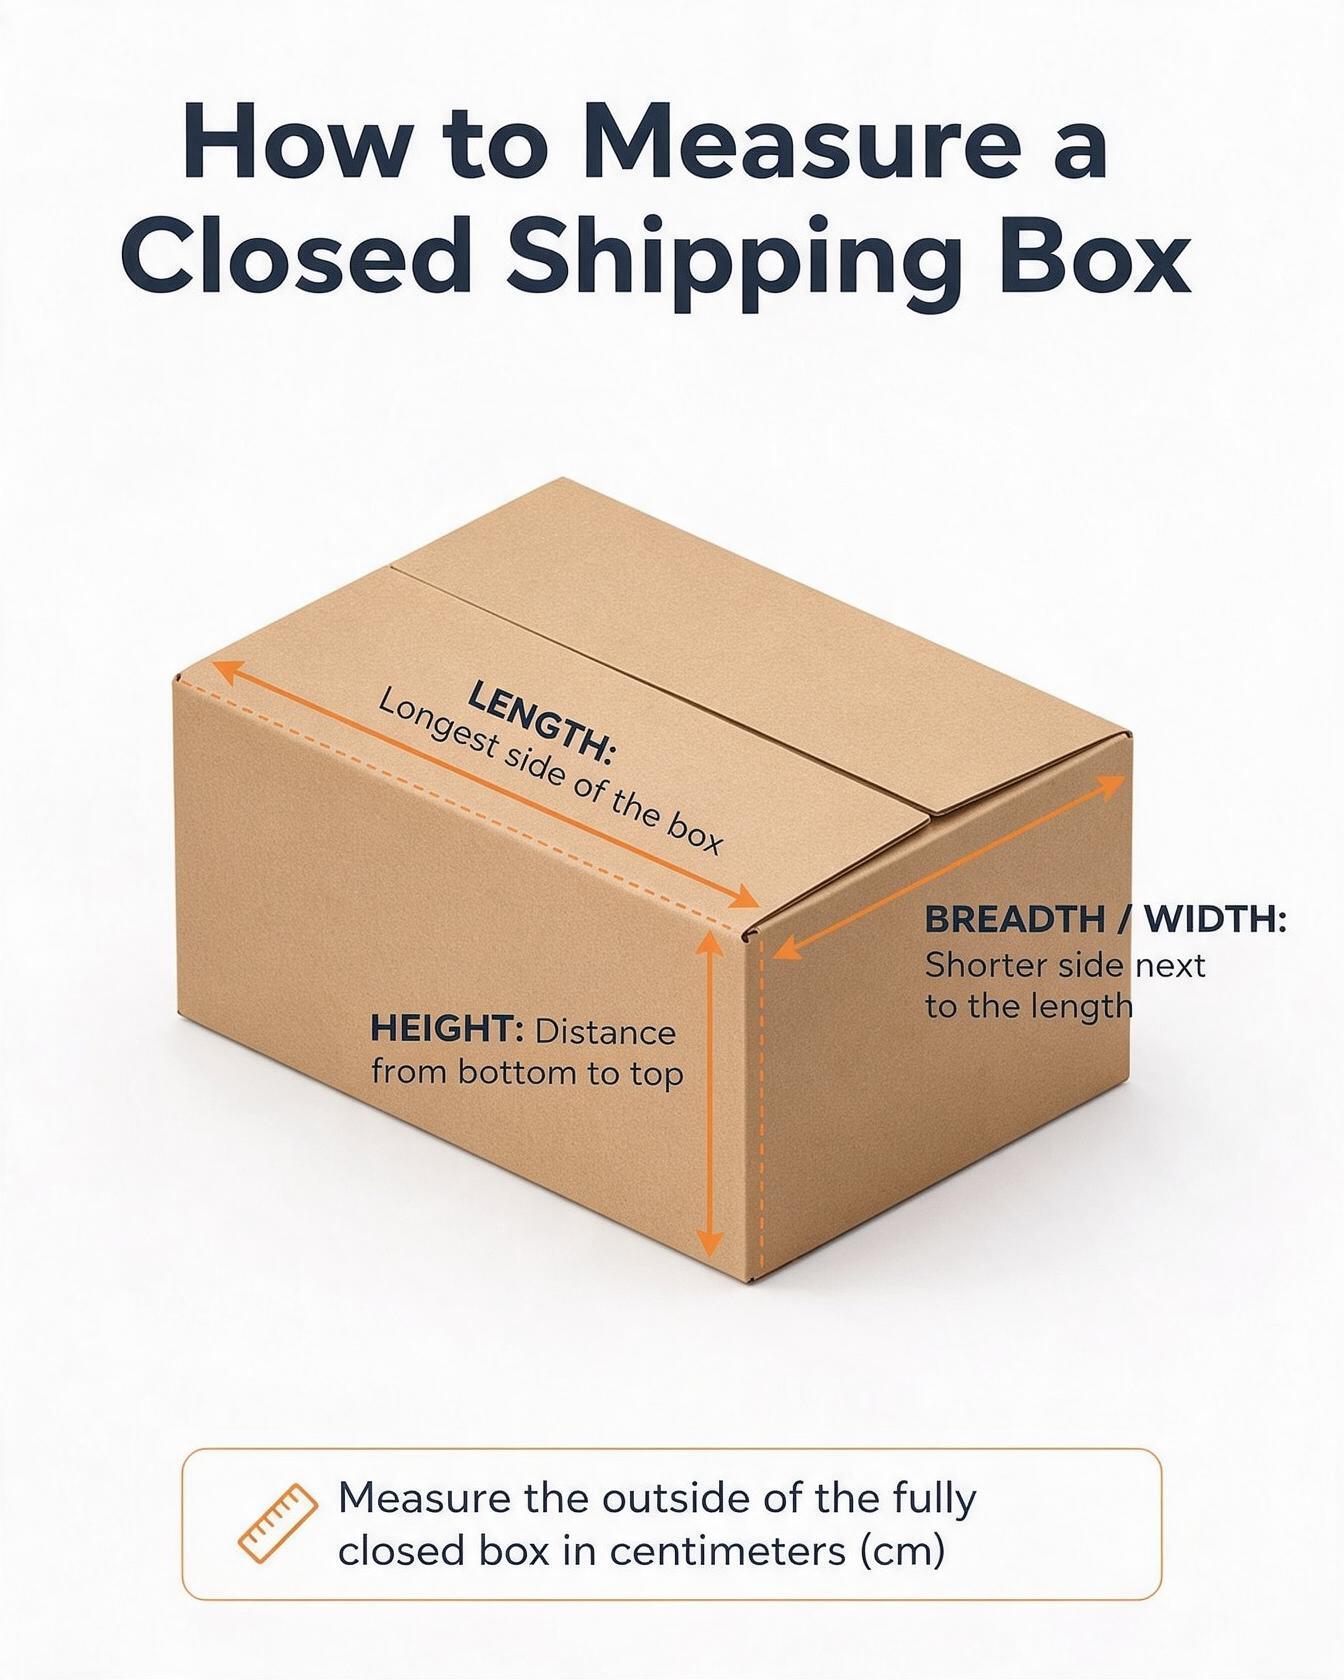 How to Measure a
Closed Shipping Box
LENGTH:
Longest side of the box
BREADTH / WIDTH:
Shorter side next
to the length
HEIGHT: Distance
from bottom to top
Measure the outside of the fully
closed box in centimeters (cm)